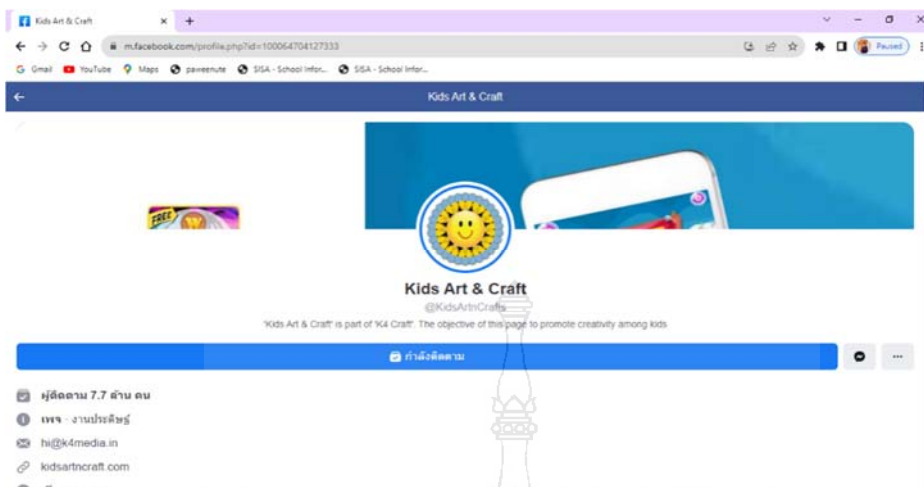 Kids Art & Craft
m.facebook.com/profile.php?id=100064704127333
Paused
Gmail YouTube Maps paweenute SISA - School Infor... SISA - School Infor...
Kids Art & Craft
FREE
Kids Art & Craft
@KidsArtnCrafts
'Kids Art & Craft' is part of 'K4 Craft'. The objective of this page to promote creativity among kids
กำลังติดตาม
ผู้ติดตาม 7.7 ล้าน คน
เพจ · งานประดิษฐ์
hi@k4media.in
kidsartncraft.com